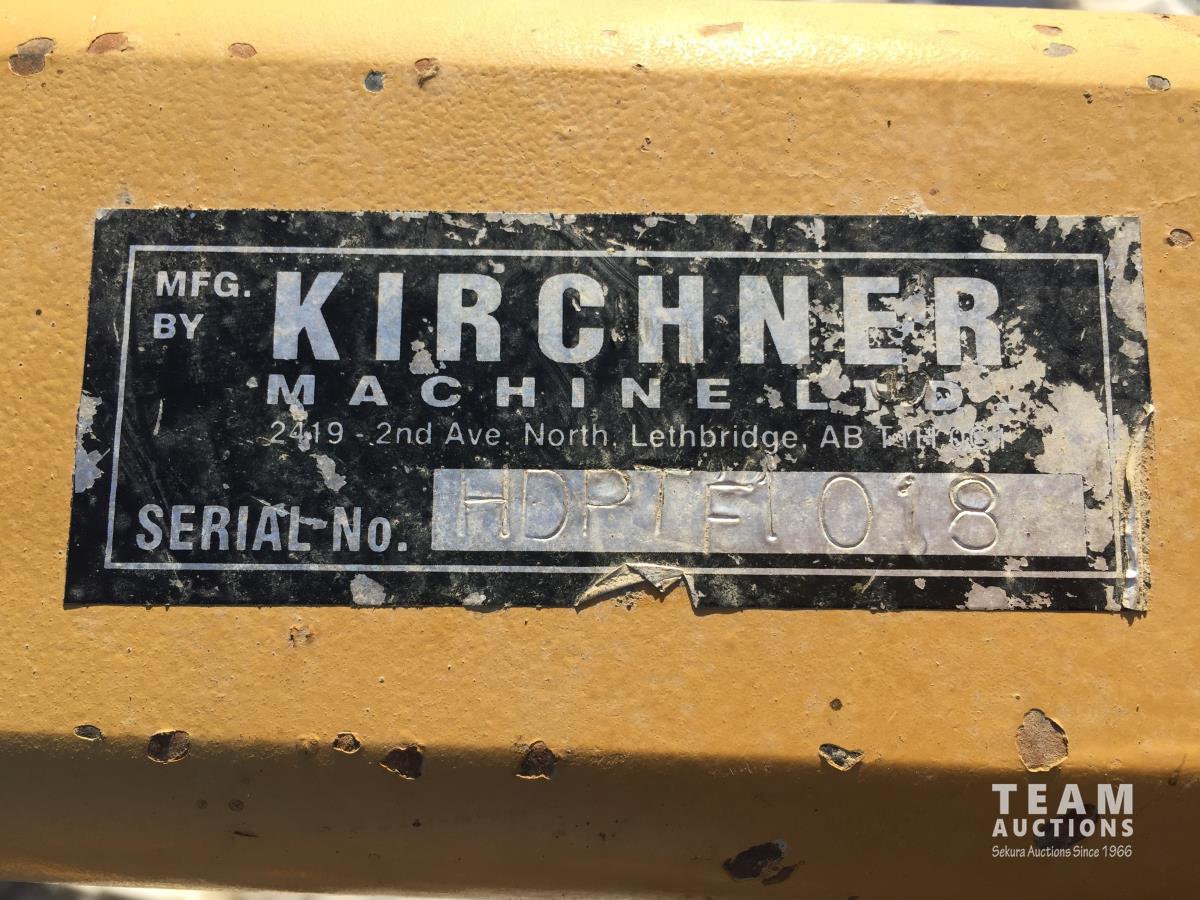 MFG. BY KIRCHNER
MACHINE LTD.
2419 - 2nd Ave. North, Lethbridge, AB
SERIAL No.
TEAM
AUCTIONS
Sekura Auctions Since 1966